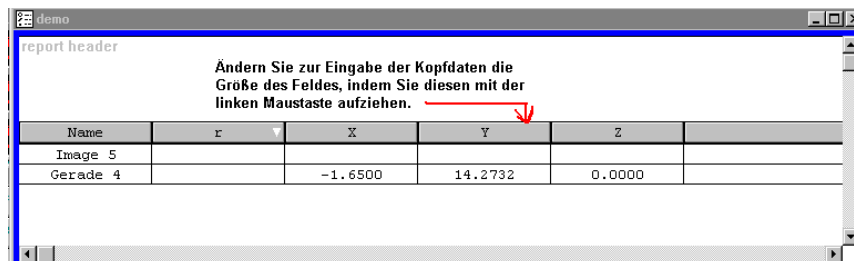 demo
report header
Ändern Sie zur Eingabe der Kopfdaten die
Größe des Feldes, indem Sie diesen mit der
linken Maustaste aufziehen.
Name r X Y Z
Image 5
Gerade 4 -1.6500 14.2732 0.0000